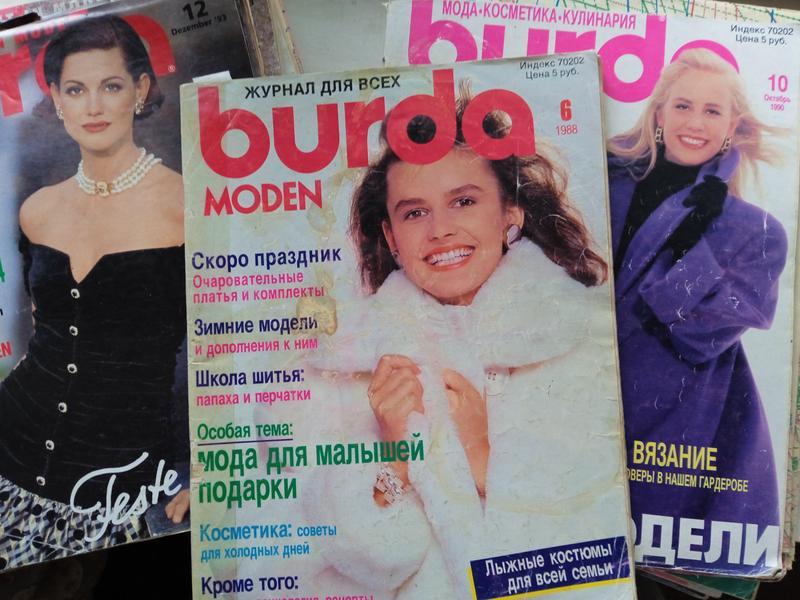 12
Dezember '93
Feste
ЖУРНАЛ ДЛЯ ВСЕХ
Индекс 70202
Цена 5 руб.
burda
MODEN
6
1988
Скоро праздник
Очаровательные
платья и комплекты
Зимние модели
и дополнения к ним
Школа шитья:
папаха и перчатки
Особая тема:
мода для малышей
подарки
Косметика: советы
для холодных дней
Кроме того:
Лыжные костюмы
для всей семьи
МОДА•КОСМЕТИКА•КУЛИНАРИЯ
Индекс 70202
Цена 5 руб.
burda
10
Октябрь
1990
ВЯЗАНИЕ
В НАШЕМ ГАРДЕРОБЕ